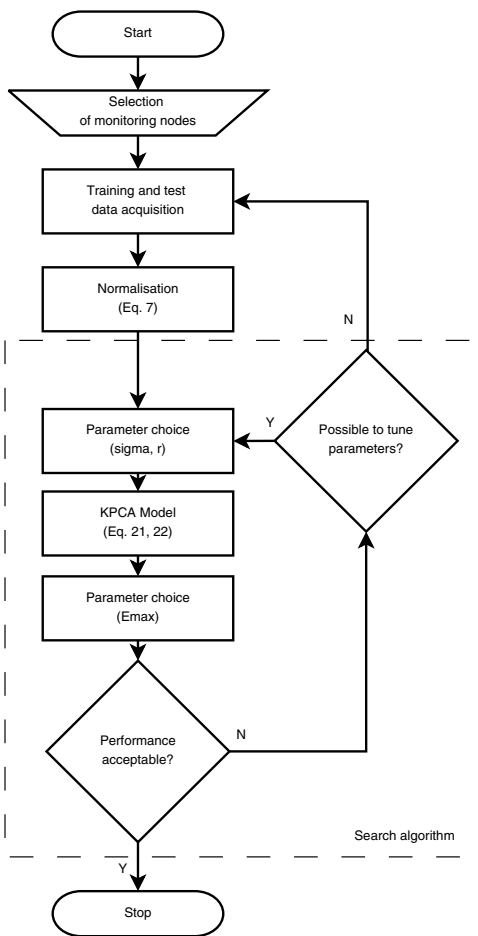 Start
Selection
of monitoring nodes
Training and test
data acquisition
Normalisation
(Eq. 7)
N
Parameter choice
(sigma, r)
Y
Possible to tune
parameters?
KPCA Model
(Eq. 21, 22)
Parameter choice
(Emax)
Performance
acceptable?
N
Search algorithm
Y
Stop